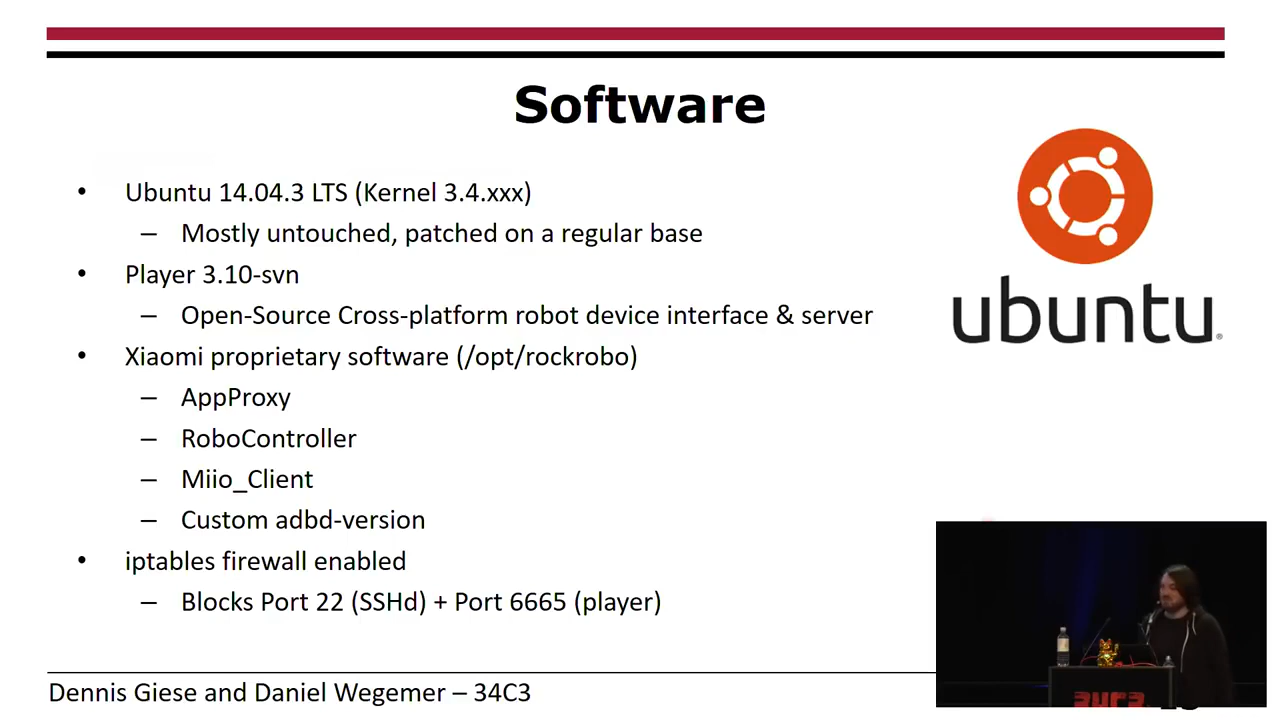 Software
• Ubuntu 14.04.3 LTS (Kernel 3.4.xxx)
– Mostly untouched, patched on a regular base
• Player 3.10-svn
– Open-Source Cross-platform robot device interface & server
• Xiaomi proprietary software (/opt/rockrobo)
– AppProxy
– RoboController
– Miio_Client
– Custom adbd-version
• iptables firewall enabled
– Blocks Port 22 (SSHd) + Port 6665 (player)
ubuntu®
Dennis Giese and Daniel Wegemer – 34C3